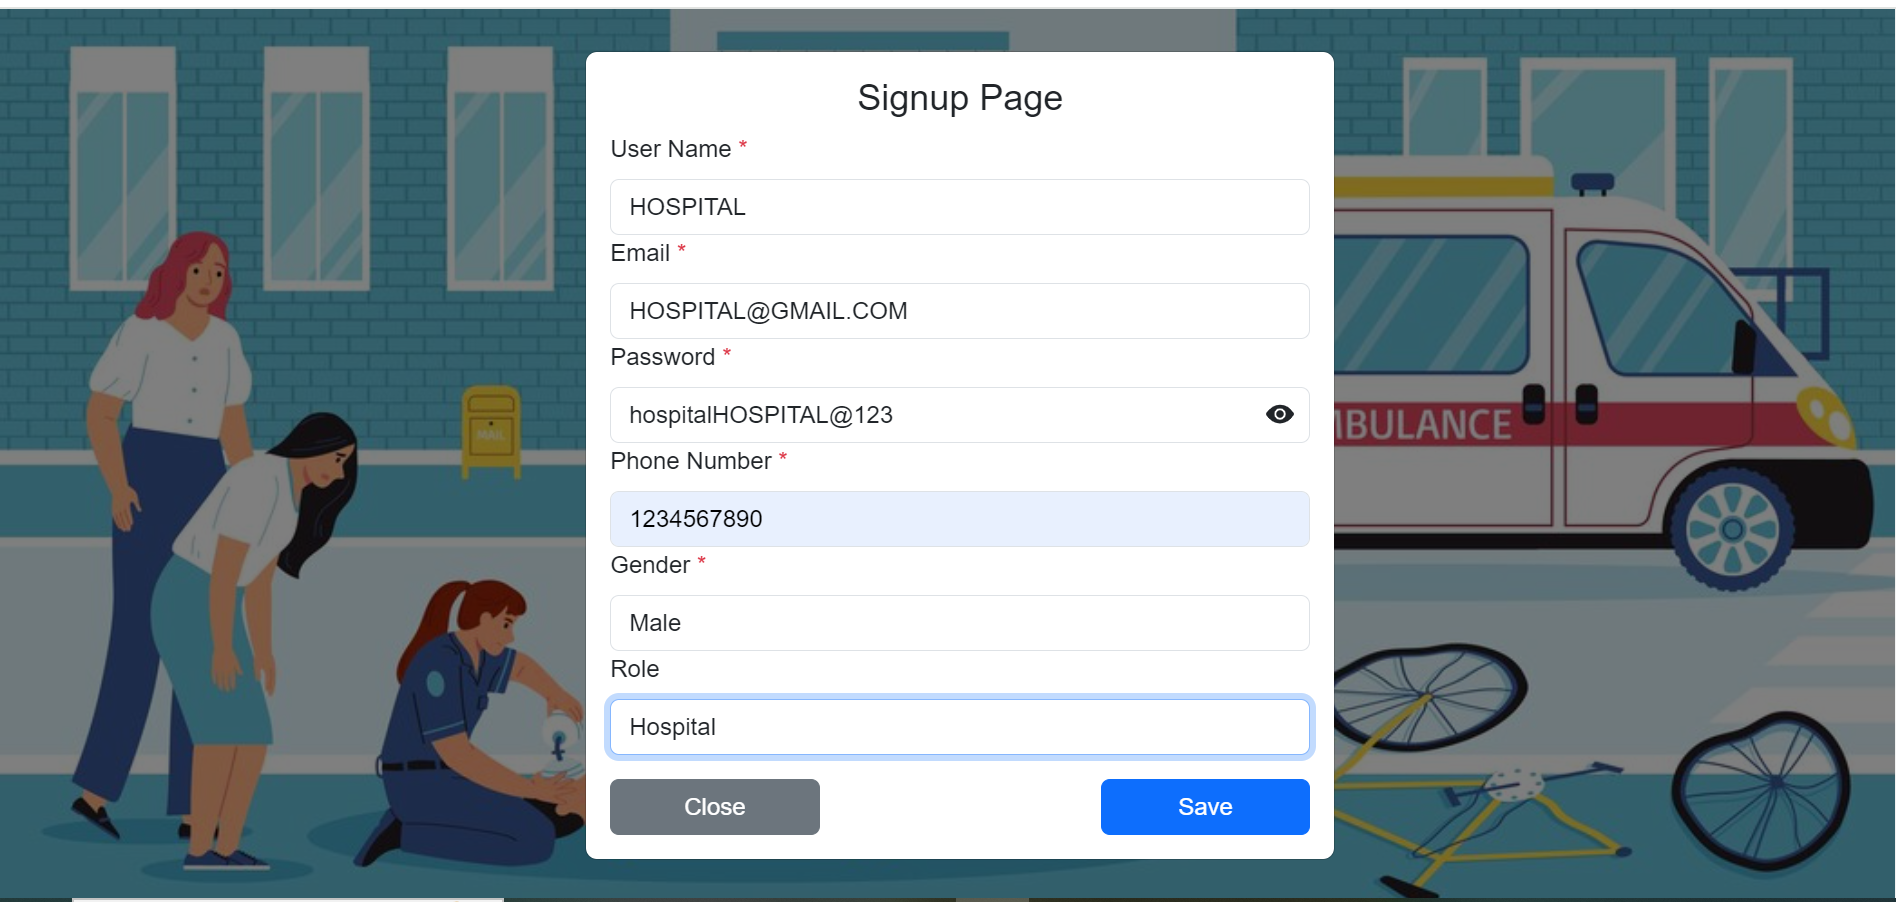 Signup Page
User Name *
HOSPITAL
Email *
HOSPITAL@GMAIL.COM
Password *
hospitalHOSPITAL@123
Phone Number *
1234567890
Gender *
Male
Role
Hospital
Close
Save
MAIL
MBULANCE